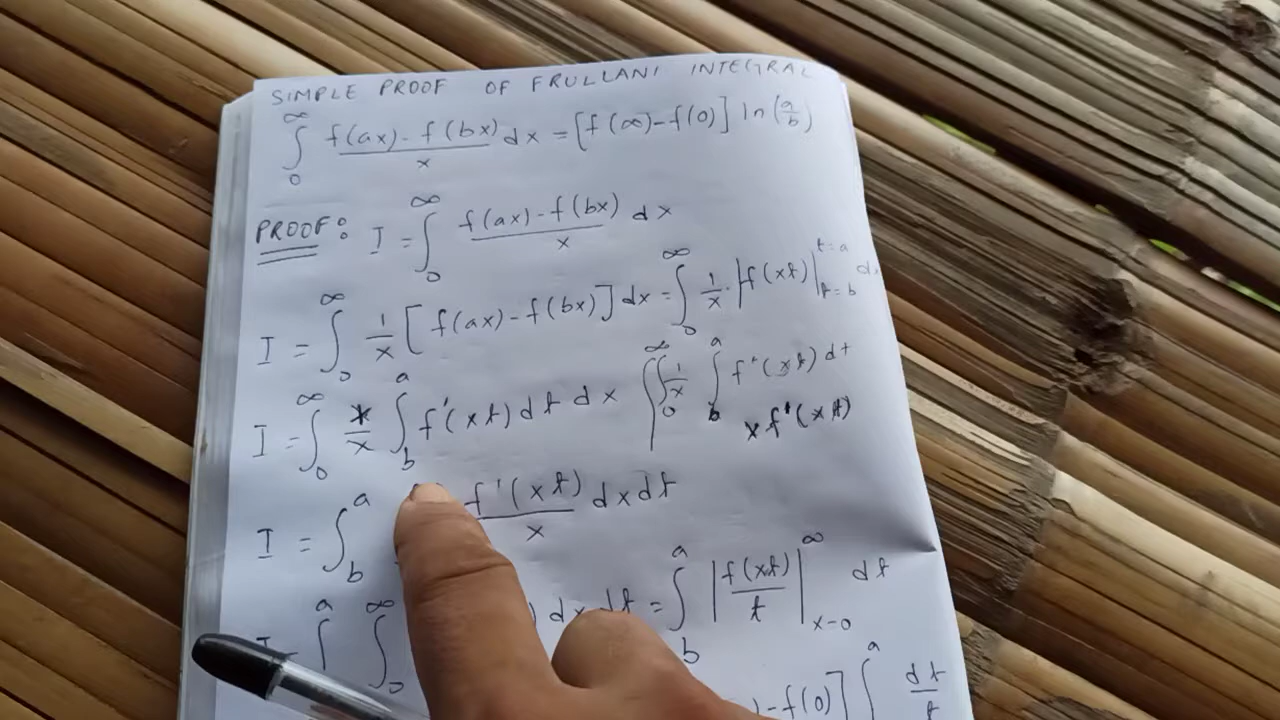 SIMPLE PROOF OF FRULLANI INTEGRAL
∫₀^∞ f(ax)-f(bx)/x dx = [f(∞)-f(0)] ln(a/b)
PROOF: I = ∫₀^∞ f(ax)-f(bx)/x dx
I = ∫₀^∞ 1/x [f(ax)-f(bx)] dx = ∫₀^∞ 1/x · |f(xt)|_{t=b}^{t=a} dx
I = ∫₀^∞ x/x ∫_b^a f'(xt) dt dx ∫₀^∞ 1/x ∫_b^a f'(xt) dt
x f'(xt)
I = ∫_b^a f'(xt)/x dx dt
I = ∫^a ∫₀^∞ ) dx dt = ∫_b^a |f(xt)/t|_{x=0}^∞ dt
)-f(0)] ∫^a dt/t